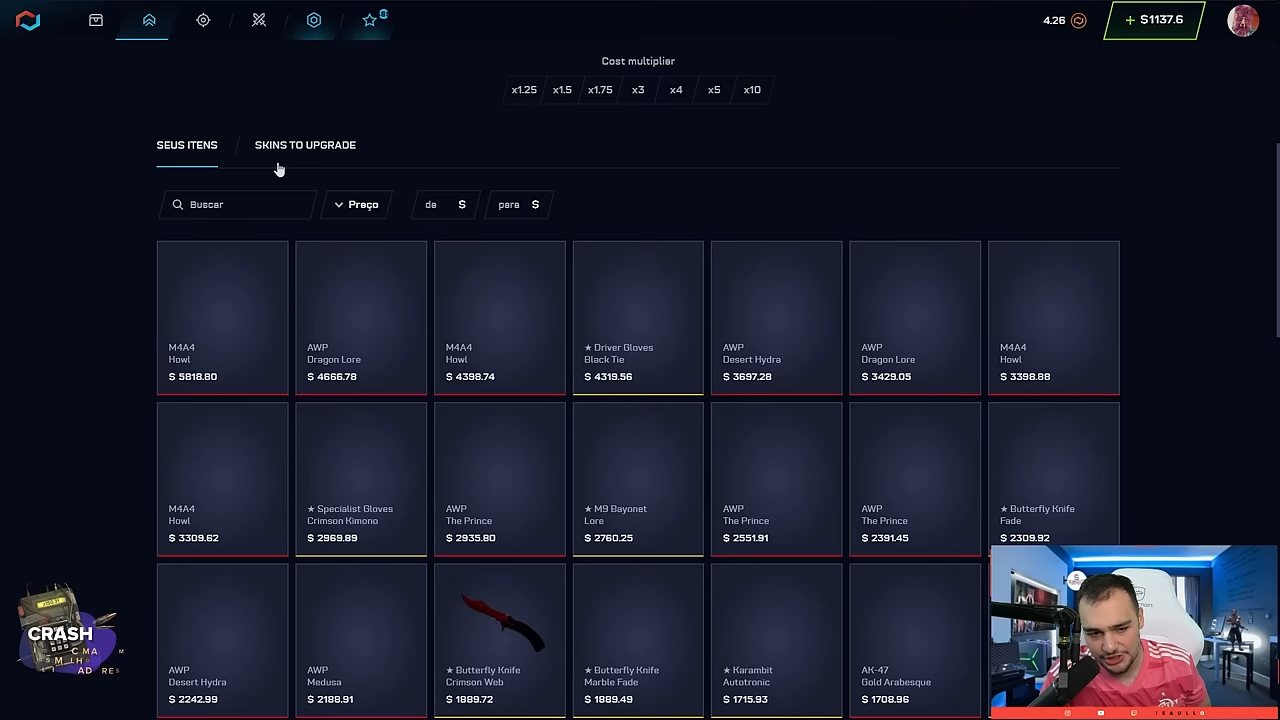 4.26
+ $1137.6
Cost multiplier
x1.25 x1.5 x1.75 x3 x4 x5 x10
SEUS ITENS SKINS TO UPGRADE
Buscar Preço de $ para $
M4A4
Howl
$ 5818.80
AWP
Dragon Lore
$ 4666.78
M4A4
Howl
$ 4398.74
★ Driver Gloves
Black Tie
$ 4319.56
AWP
Desert Hydra
$ 3697.28
AWP
Dragon Lore
$ 3429.05
M4A4
Howl
$ 3398.88
M4A4
Howl
$ 3309.62
★ Specialist Gloves
Crimson Kimono
$ 2969.89
AWP
The Prince
$ 2935.80
★ M9 Bayonet
Lore
$ 2760.25
AWP
The Prince
$ 2551.91
AWP
The Prince
$ 2391.45
★ Butterfly Knife
Fade
$ 2309.92
AWP
Desert Hydra
$ 2242.99
AWP
Medusa
$ 2188.91
★ Butterfly Knife
Crimson Web
$ 1889.72
★ Butterfly Knife
Marble Fade
$ 1889.49
★ Karambit
Autotronic
$ 1715.93
AK-47
Gold Arabesque
$ 1708.96
CRASH
/SAULLO